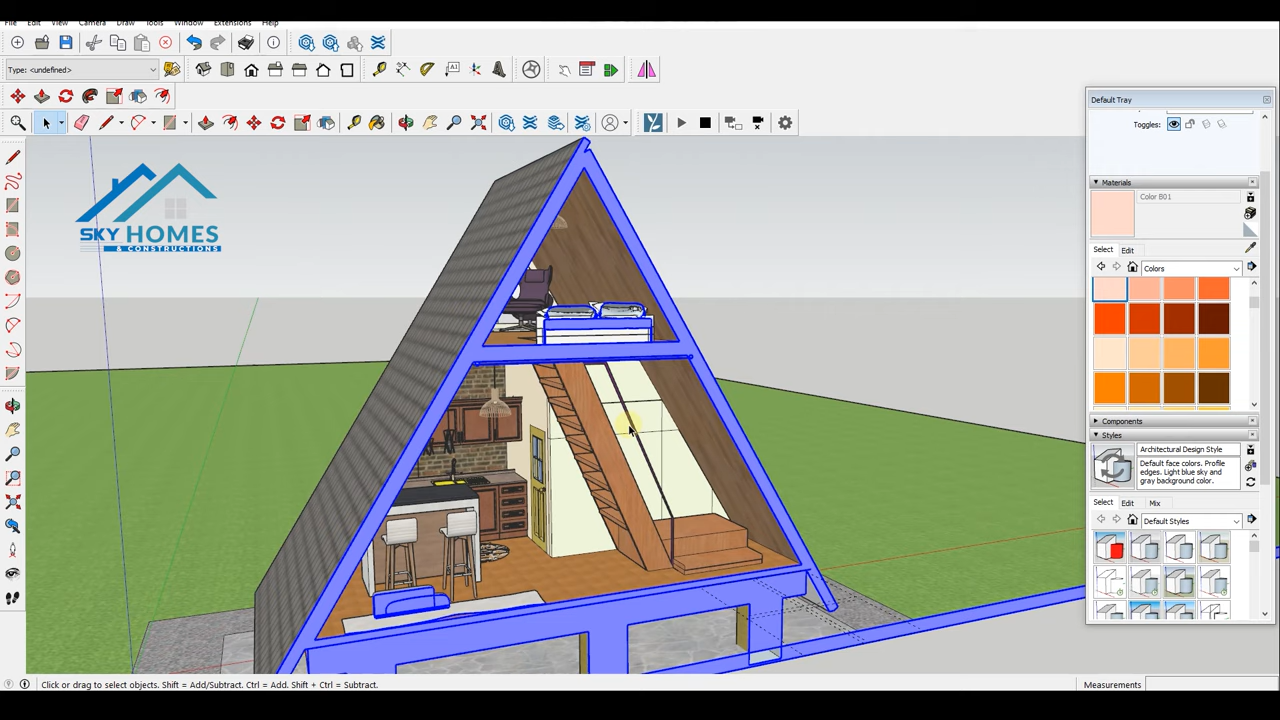 File Edit View Camera Draw Tools Window Extensions Help
Type: <undefined>
A1
Default Tray
Toggles:
Materials
Color B01
Select Edit
Colors
Components
Styles
Architectural Design Style
Default face colors. Profile
edges. Light blue sky and
gray background color.
Select Edit Mix
Default Styles
SKY HOMES
& CONSTRUCTIONS
Click or drag to select objects. Shift = Add/Subtract. Ctrl = Add. Shift + Ctrl = Subtract.
Measurements